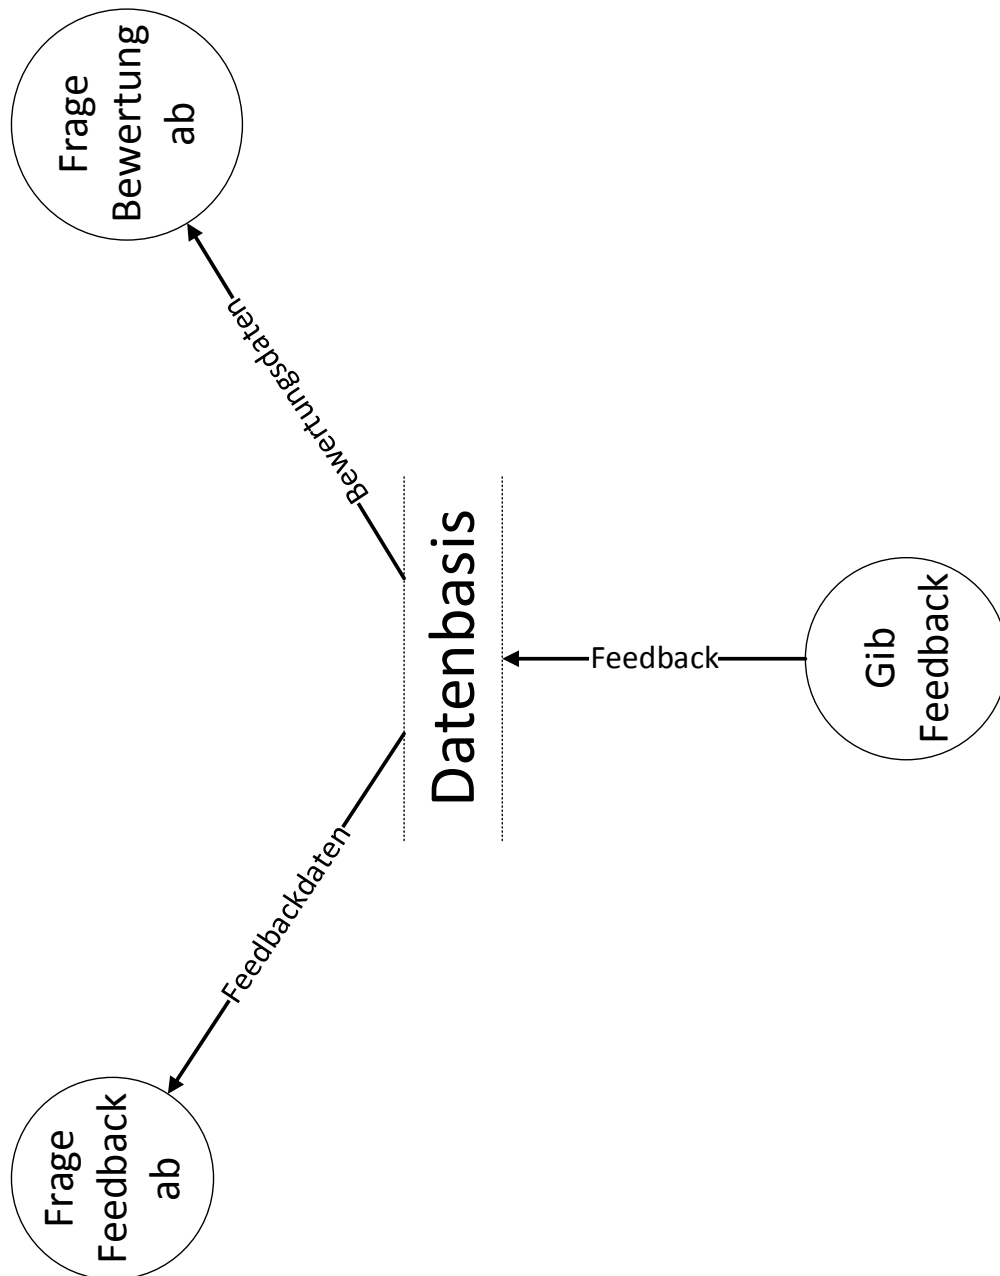 Frage
Feedback
ab
Feedbackdaten
Frage
Bewertung
ab
Bewertungsdaten
Datenbasis
Feedback
Gib
Feedback